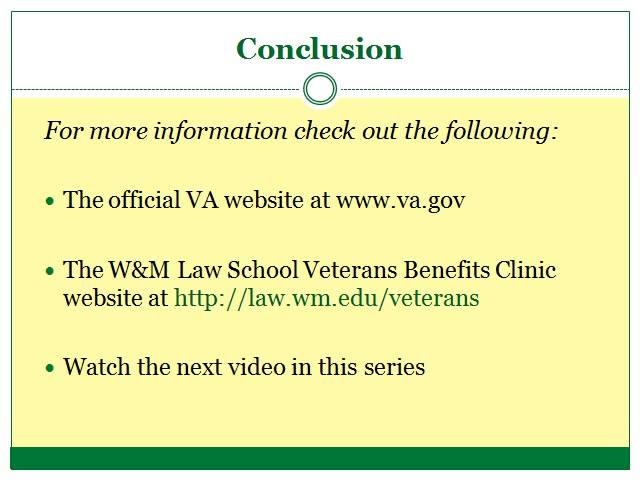 Conclusion
For more information check out the following:
• The official VA website at www.va.gov
• The W&M Law School Veterans Benefits Clinic
website at http://law.wm.edu/veterans
• Watch the next video in this series